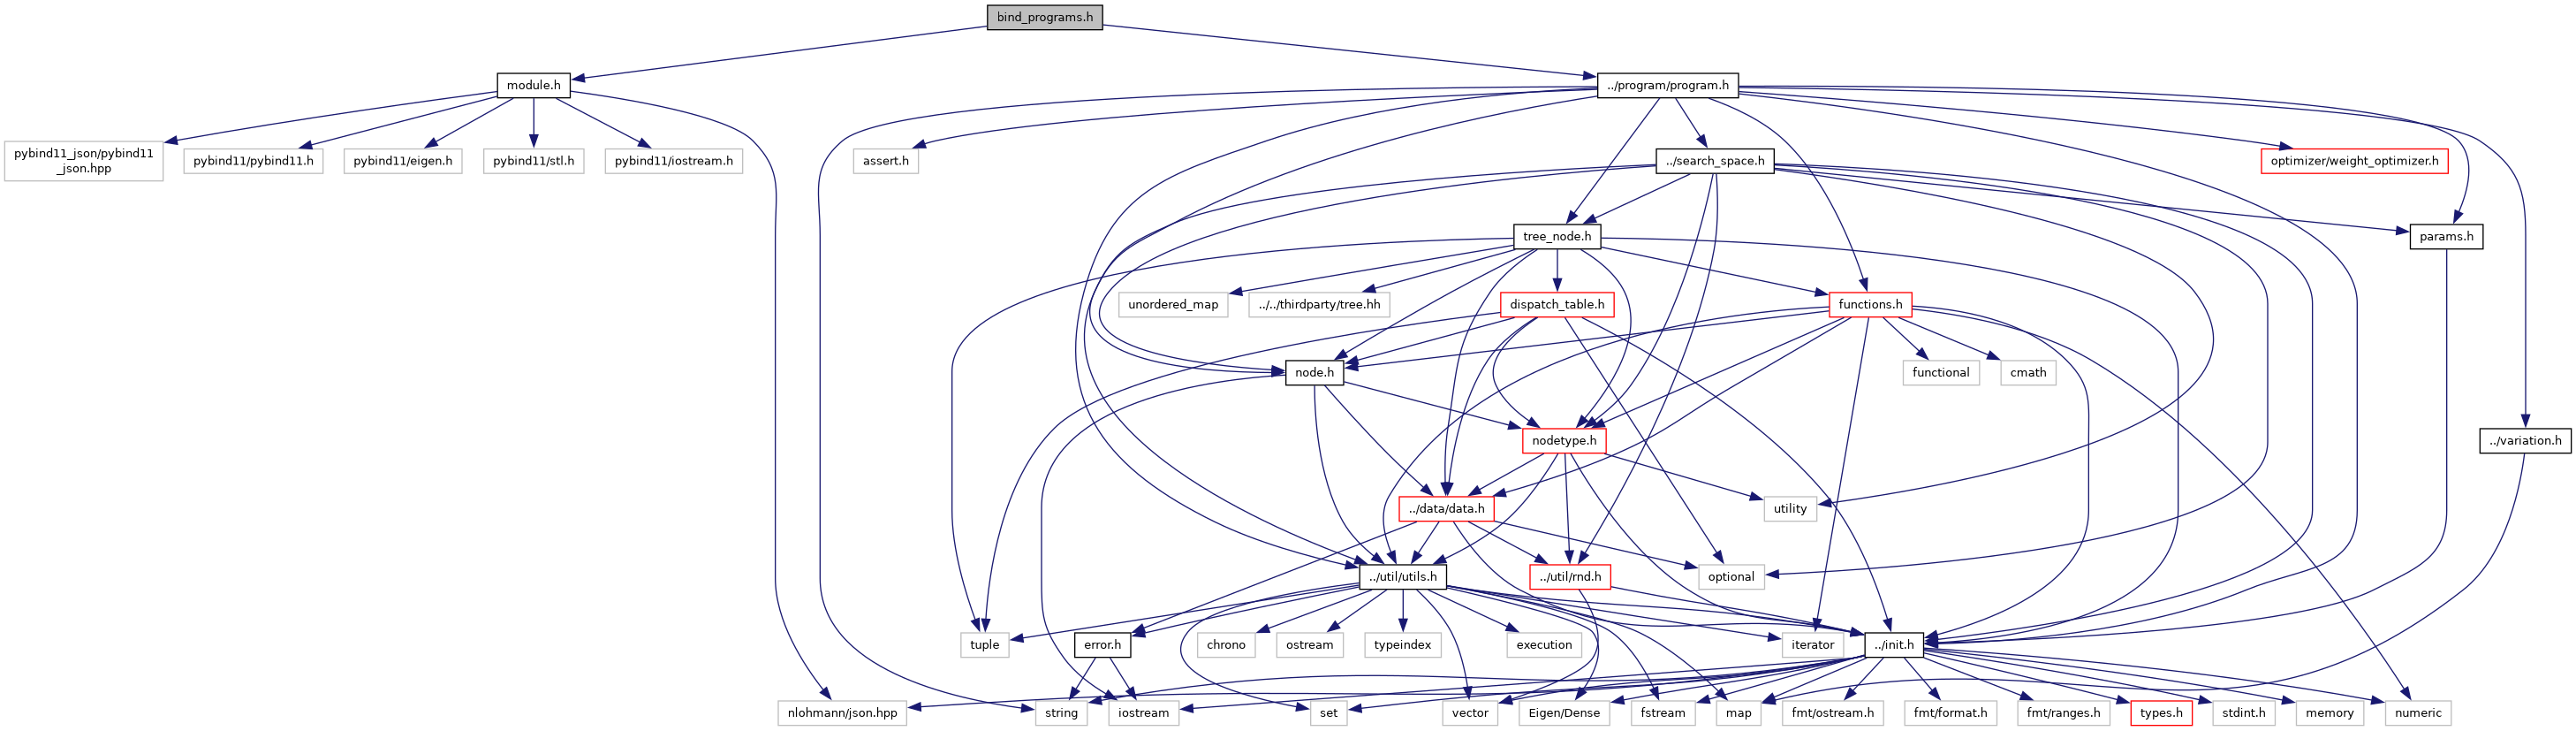 bind_programs.h
module.h
../program/program.h
pybind11_json/pybind11
_json.hpp
pybind11/pybind11.h
pybind11/eigen.h
pybind11/stl.h
pybind11/iostream.h
assert.h
../search_space.h
optimizer/weight_optimizer.h
tree_node.h
params.h
unordered_map
../../thirdparty/tree.hh
dispatch_table.h
functions.h
node.h
functional
cmath
nodetype.h
../variation.h
../data/data.h
utility
../util/utils.h
../util/rnd.h
optional
tuple
error.h
chrono
ostream
typeindex
execution
iterator
../init.h
nlohmann/json.hpp
string
iostream
set
vector
Eigen/Dense
fstream
map
fmt/ostream.h
fmt/format.h
fmt/ranges.h
types.h
stdint.h
memory
numeric